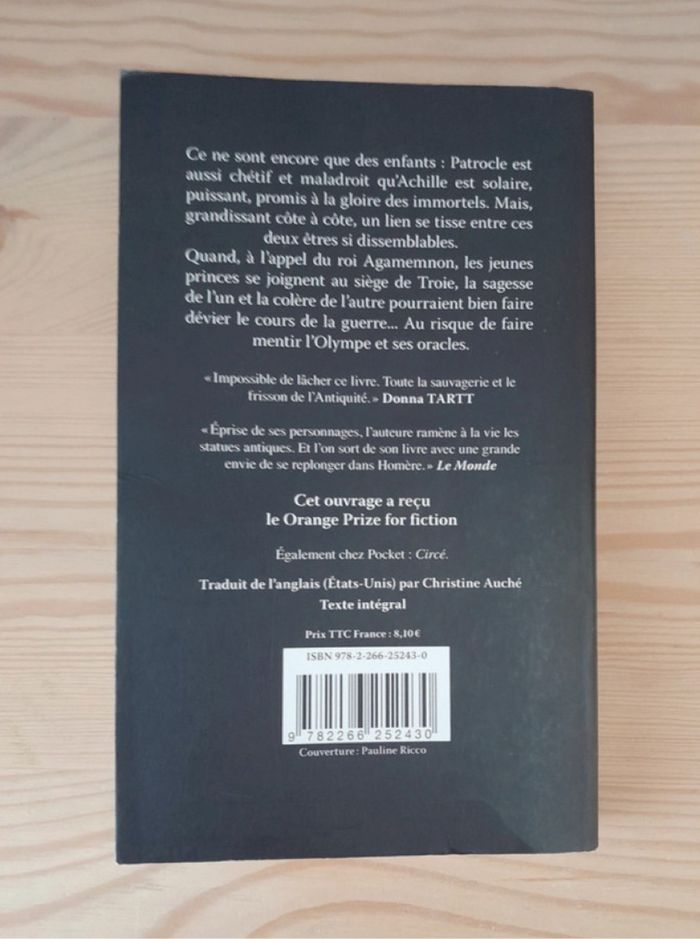 Ce ne sont encore que des enfants : Patrocle est
aussi chétif et maladroit qu'Achille est solaire,
puissant, promis à la gloire des immortels. Mais,
grandissant côte à côte, un lien se tisse entre ces
deux êtres si dissemblables.
Quand, à l'appel du roi Agamemnon, les jeunes
princes se joignent au siège de Troie, la sagesse
de l'un et la colère de l'autre pourraient bien faire
dévier le cours de la guerre... Au risque de faire
mentir l'Olympe et ses oracles.
« Impossible de lâcher ce livre. Toute la sauvagerie et le
frisson de l'Antiquité. » Donna TARTT
« Éprise de ses personnages, l'auteure ramène à la vie les
statues antiques. Et l'on sort de son livre avec une grande
envie de se replonger dans Homère. » Le Monde
Cet ouvrage a reçu
le Orange Prize for fiction
Également chez Pocket : Circé.
Traduit de l'anglais (États-Unis) par Christine Auché
Texte intégral
Prix TTC France : 8,10 €
ISBN 978-2-266-25243-0
9 782266 252430
Couverture : Pauline Ricco